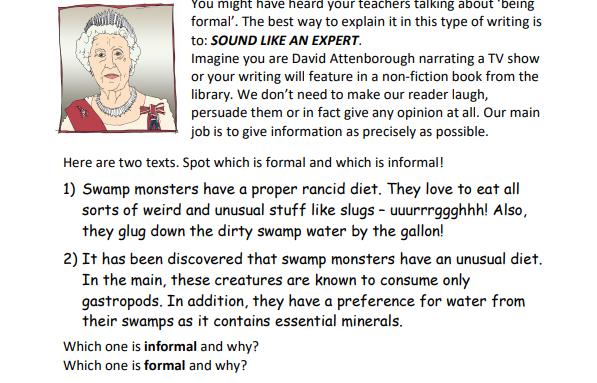 You might have heard your teachers talking about ‘being
formal’. The best way to explain it in this type of writing is
to: SOUND LIKE AN EXPERT.
Imagine you are David Attenborough narrating a TV show
or your writing will feature in a non-fiction book from the
library. We don’t need to make our reader laugh,
persuade them or in fact give any opinion at all. Our main
job is to give information as precisely as possible.
Here are two texts. Spot which is formal and which is informal!
1) Swamp monsters have a proper rancid diet. They love to eat all
sorts of weird and unusual stuff like slugs – uuurrrggghhh! Also,
they glug down the dirty swamp water by the gallon!
2) It has been discovered that swamp monsters have an unusual diet.
In the main, these creatures are known to consume only
gastropods. In addition, they have a preference for water from
their swamps as it contains essential minerals.
Which one is informal and why?
Which one is formal and why?